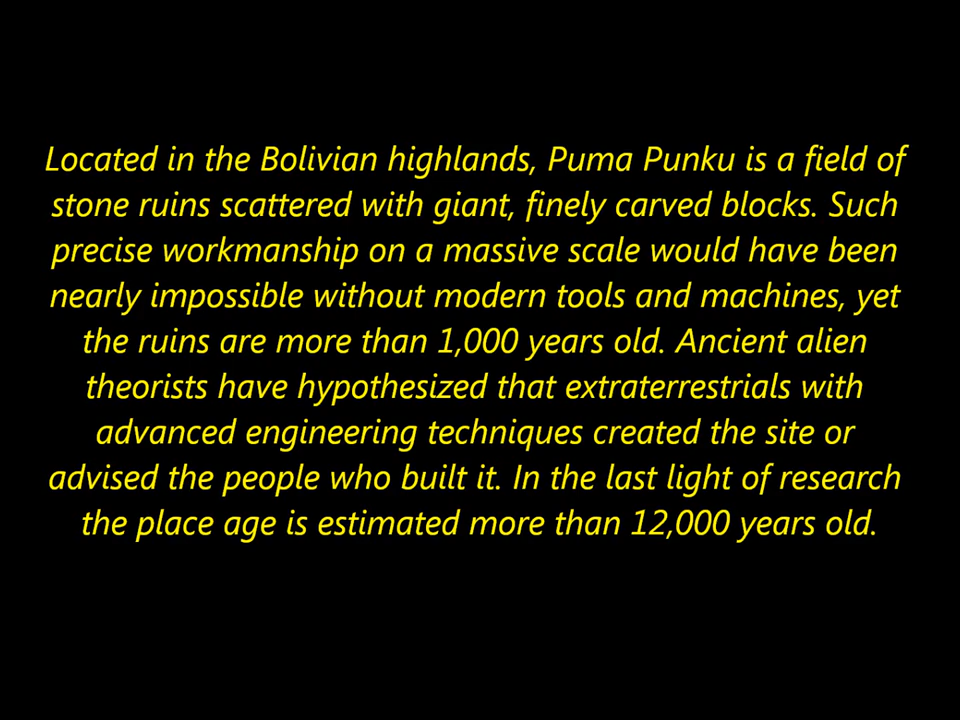 Located in the Bolivian highlands, Puma Punku is a field of
stone ruins scattered with giant, finely carved blocks. Such
precise workmanship on a massive scale would have been
nearly impossible without modern tools and machines, yet
the ruins are more than 1,000 years old. Ancient alien
theorists have hypothesized that extraterrestrials with
advanced engineering techniques created the site or
advised the people who built it. In the last light of research
the place age is estimated more than 12,000 years old.